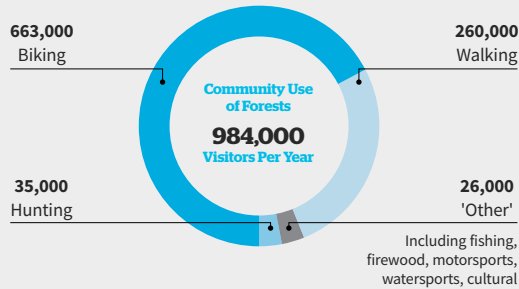 663,000
Biking
260,000
Walking
Community Use
of Forests
984,000
Visitors Per Year
35,000
Hunting
26,000
'Other'
Including fishing,
firewood, motorsports,
watersports, cultural